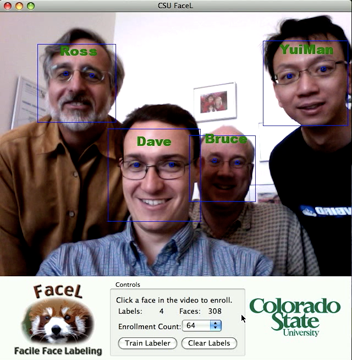 CSU FaceL
Ross
YuiMan
Dave
Bruce
FaceL
Facile Face Labeling
Controls
Click a face in the video to enroll.
Labels: 4 Faces: 308
Enrollment Count: 64
Train Labeler Clear Labels
Colorado
State
University